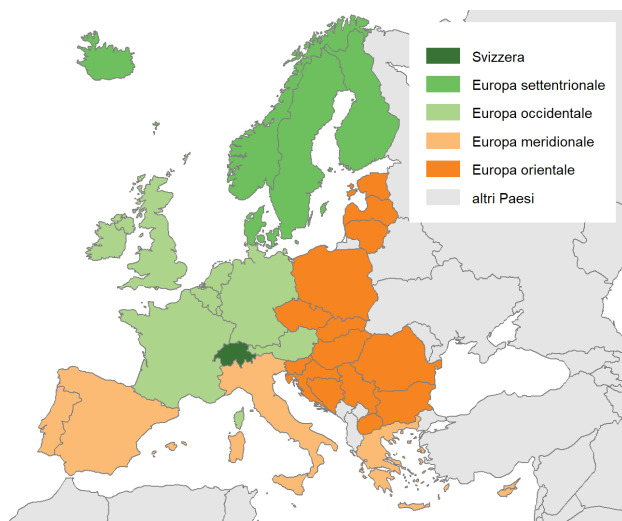 Svizzera
Europa settentrionale
Europa occidentale
Europa meridionale
Europa orientale
altri Paesi